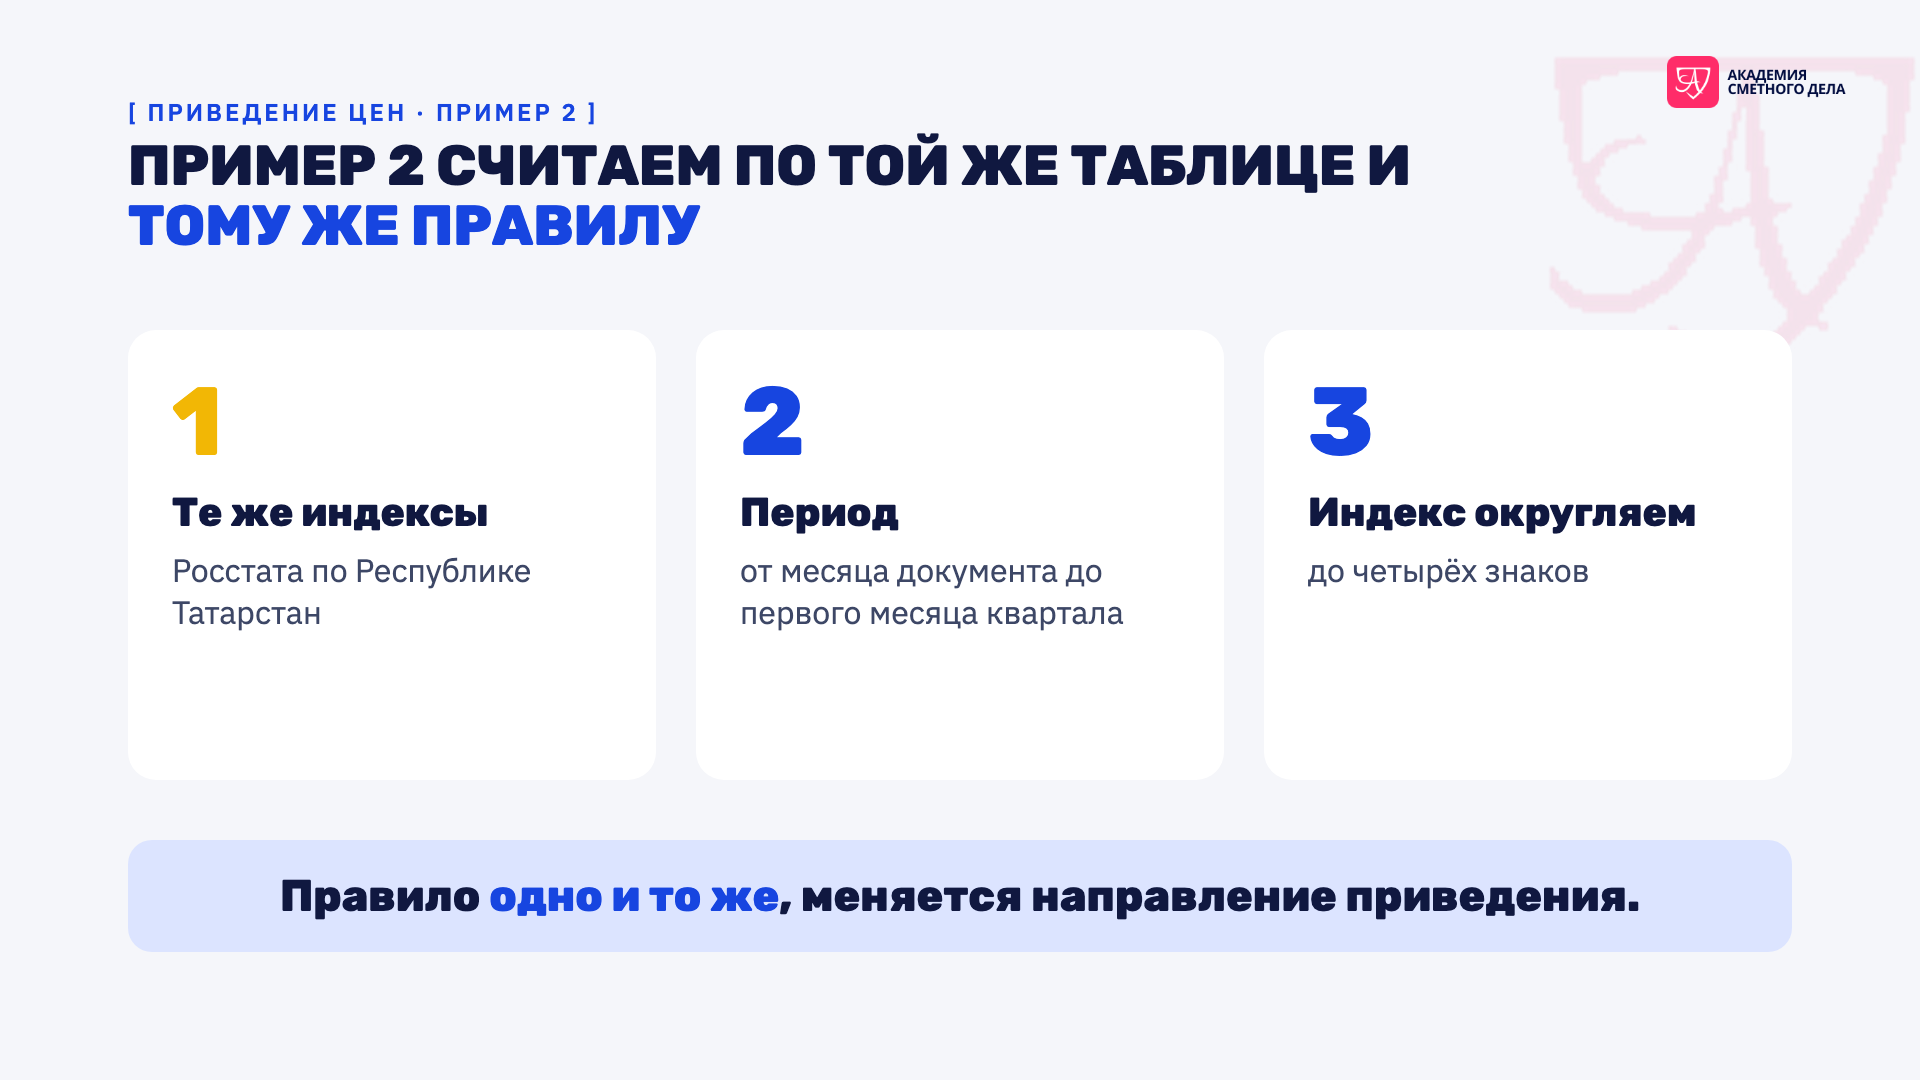 АКАДЕМИЯ
СМЕТНОГО ДЕЛА
[ ПРИВЕДЕНИЕ ЦЕН · ПРИМЕР 2 ]
ПРИМЕР 2 СЧИТАЕМ ПО ТОЙ ЖЕ ТАБЛИЦЕ И
ТОМУ ЖЕ ПРАВИЛУ
1
Те же индексы
Росстата по Республике
Татарстан
2
Период
от месяца документа до
первого месяца квартала
3
Индекс округляем
до четырёх знаков
Правило одно и то же, меняется направление приведения.